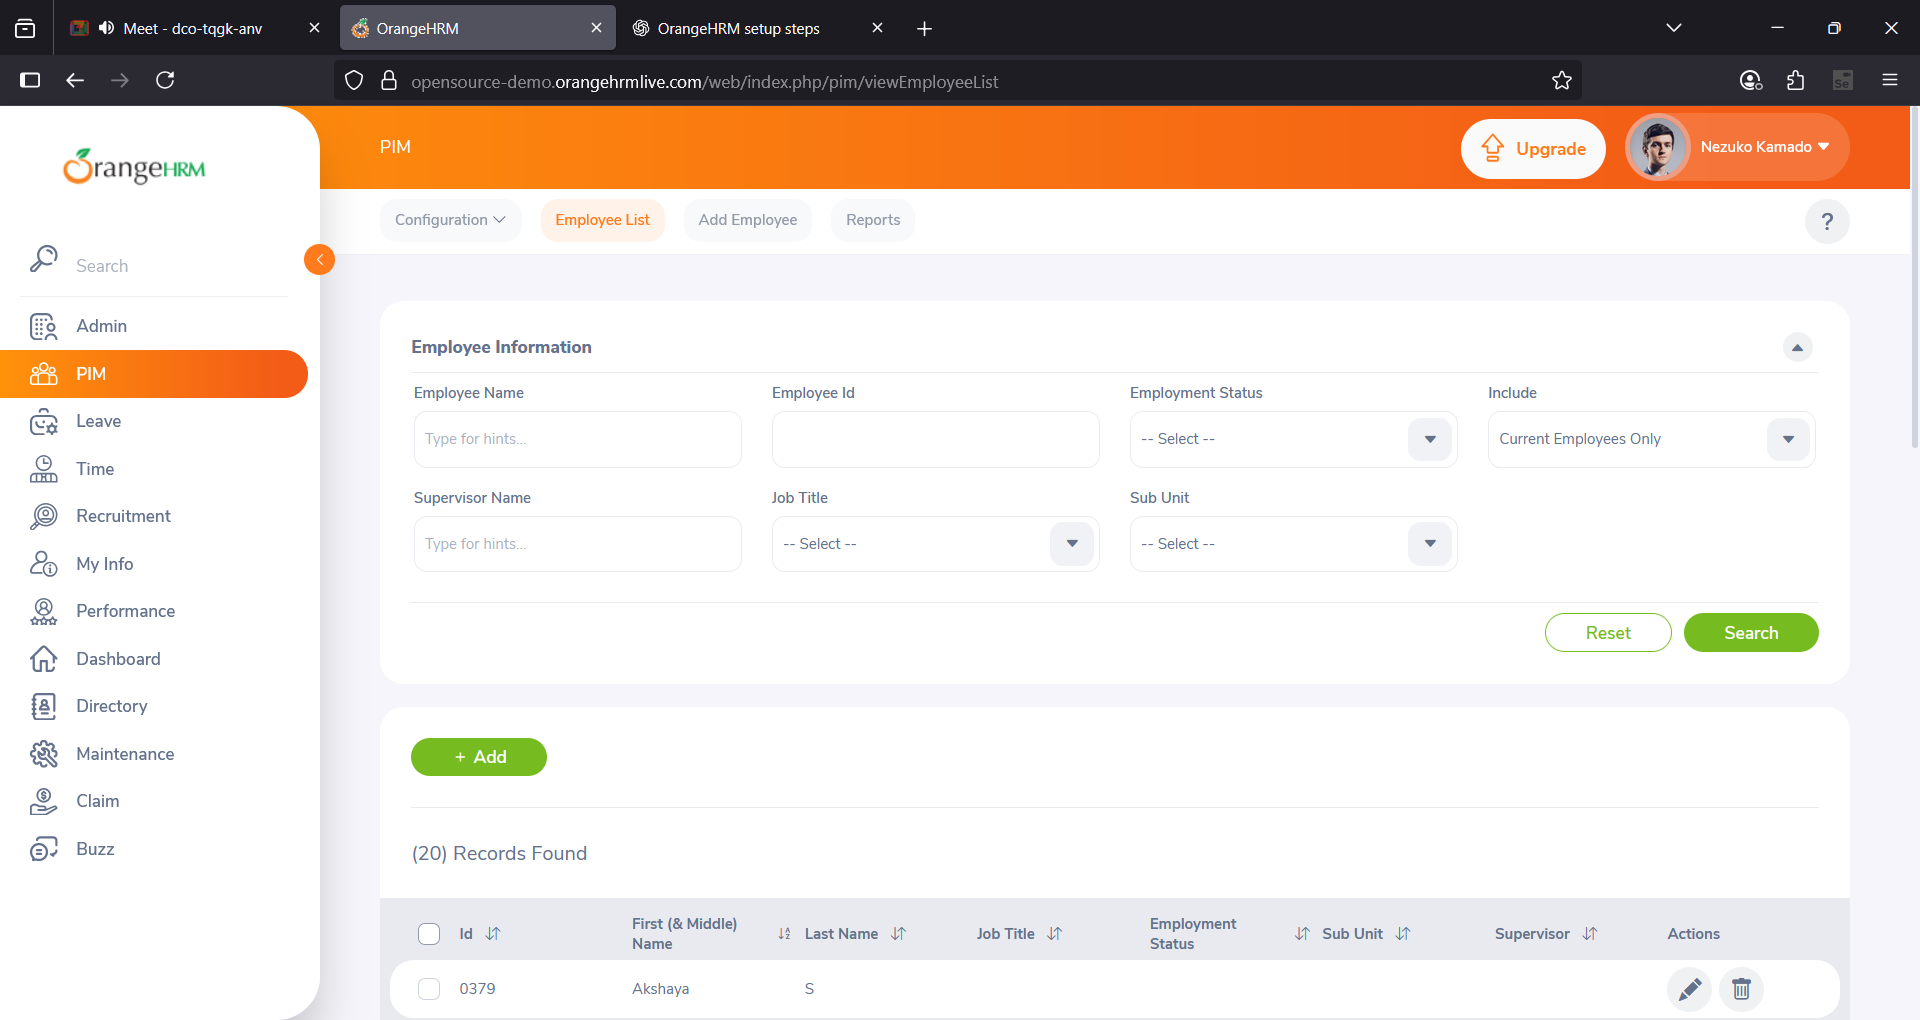 Meet - dco-tqgk-anv
OrangeHRM
OrangeHRM setup steps
opensource-demo.orangehrmlive.com/web/index.php/pim/viewEmployeeList
Se
OrangeHRM
PIM
Upgrade
Nezuko Kamado
Configuration
Employee List
Add Employee
Reports
?
Search
Admin
PIM
Leave
Time
Recruitment
My Info
Performance
Dashboard
Directory
Maintenance
Claim
Buzz
Employee Information
Employee Name
Employee Id
Employment Status
Include
Type for hints...
-- Select --
Current Employees Only
Supervisor Name
Job Title
Sub Unit
Type for hints...
-- Select --
-- Select --
Reset
Search
+ Add
(20) Records Found
Id
First (& Middle)
Name
Last Name
Job Title
Employment
Status
Sub Unit
Supervisor
Actions
0379
Akshaya
S